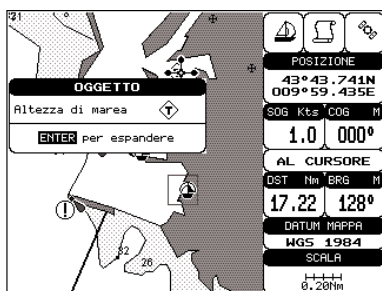 21
OGGETTO
Altezza di marea T
ENTER per espandere
32
26
POSIZIONE
43°43.741N
009°59.435E
SOG Kts COG M
1.0 000°
AL CURSORE
DST Nm BRG M
17.22 128°
DATUM MAPPA
WGS 1984
SCALA
0.20Nm